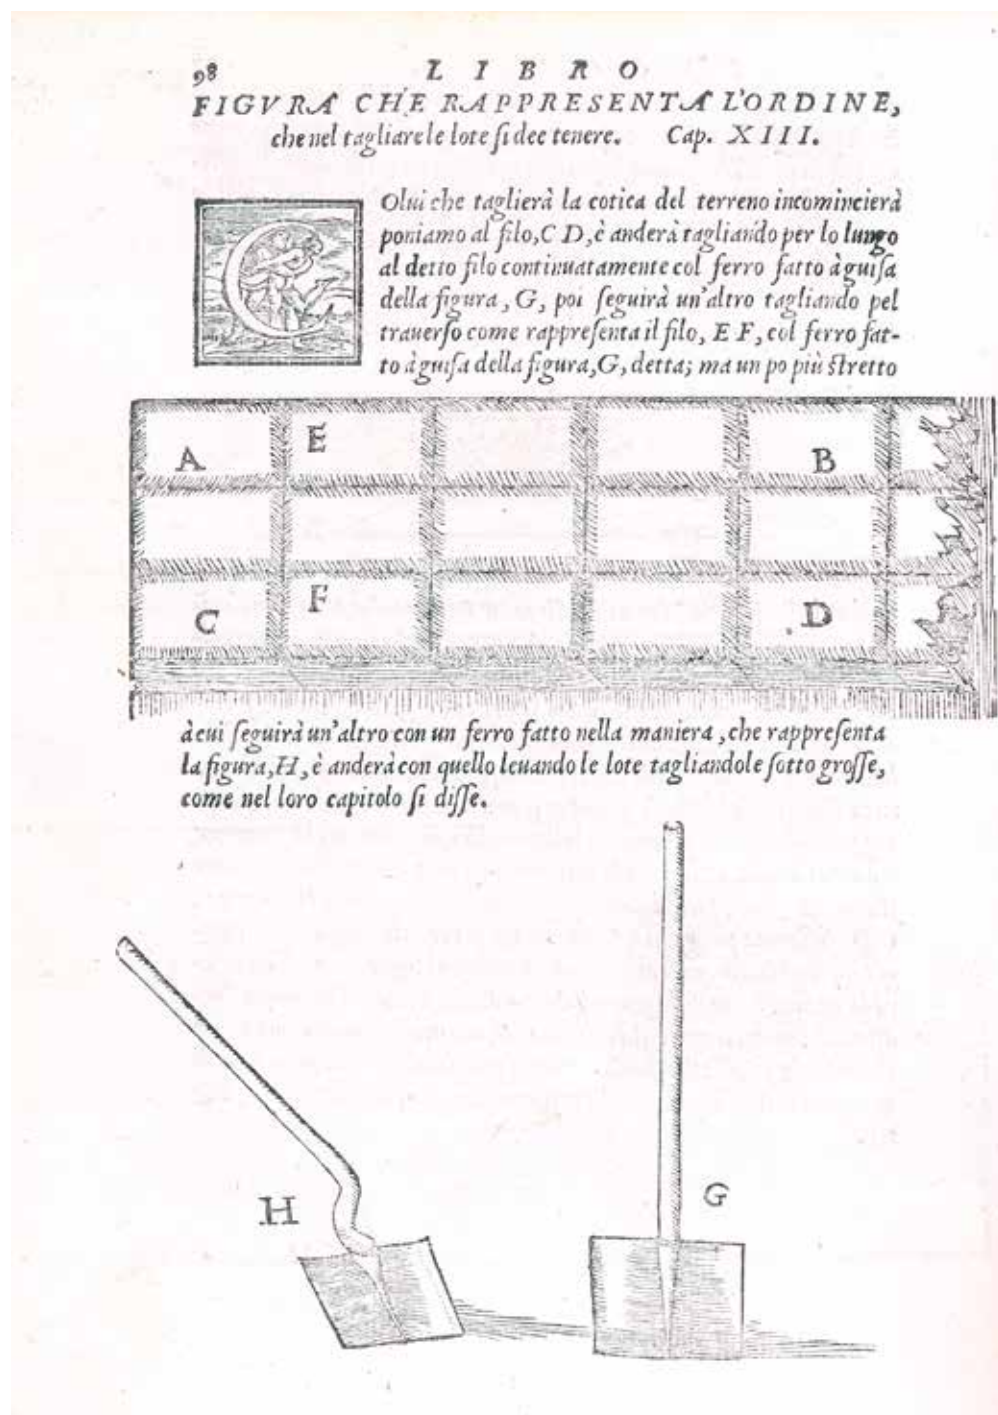 98
LIBRO
FIGVRA CHE RAPPRESENTA L'ORDINE,
che nel tagliare le lote ſi dee tenere. Cap. XIII.
COlui che taglierà la cotica del terreno incomincierà
poniamo al filo, C D, è anderà tagliando per lo lungo
al detto filo continuatamente col ferro fatto à guiſa
della figura, G, poi ſeguirà un'altro tagliando pel
trauerſo come rappreſenta il filo, E F, col ferro fat-
to à guiſa della figura, G, detta; ma un po più ſtretto
A E B
C F D
à cui ſeguirà un'altro con un ferro fatto nella maniera, che rappreſenta
la figura, H, è anderà con quello leuando le lote tagliandole ſotto groſſe,
come nel loro capitolo ſi diſſe.
H G